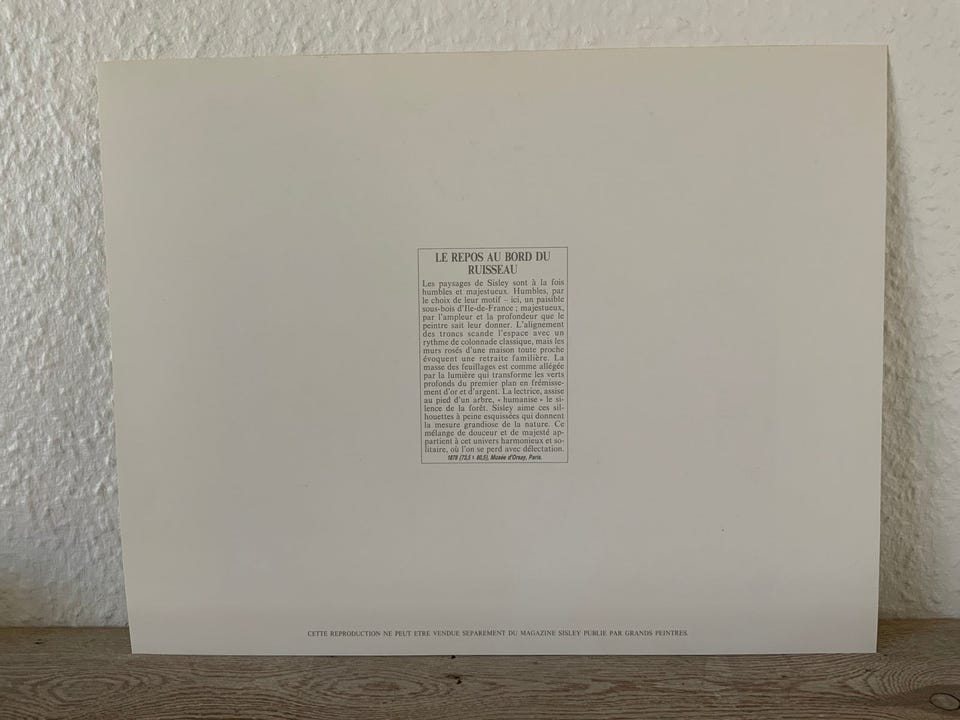 LE REPOS AU BORD DU
RUISSEAU
Les paysages de Sisley sont à la fois
humbles et majestueux. Humbles, par
le choix de leur motif – ici, un paisible
sous-bois d'Ile-de-France ; majestueux,
par l'ampleur et la profondeur que le
peintre sait leur donner. L'alignement
des troncs scande l'espace avec un
rythme de colonnade classique, mais les
murs rosés d'une maison toute proche
évoquent une retraite familière. La
masse des feuillages est comme allégée
par la lumière qui transforme les verts
profonds du premier plan en frémisse-
ment d'or et d'argent. La lectrice, assise
au pied d'un arbre, « humanise » le si-
lence de la forêt. Sisley aime ces sil-
houettes à peine esquissées qui donnent
la mesure grandiose de la nature. Ce
mélange de douceur et de majesté ap-
partient à cet univers harmonieux et so-
litaire, où l'on se perd avec délectation.
1878 (73,5 x 80,5), Musée d'Orsay, Paris.
CETTE REPRODUCTION NE PEUT ETRE VENDUE SEPAREMENT DU MAGAZINE SISLEY PUBLIE PAR GRANDS PEINTRES.